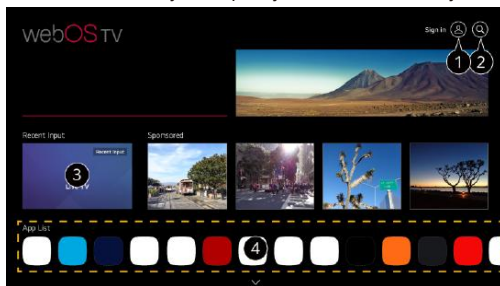 webOS TV
Sign in
1
2
Recent Input
Sponsored
Recent Input
3
App List
4